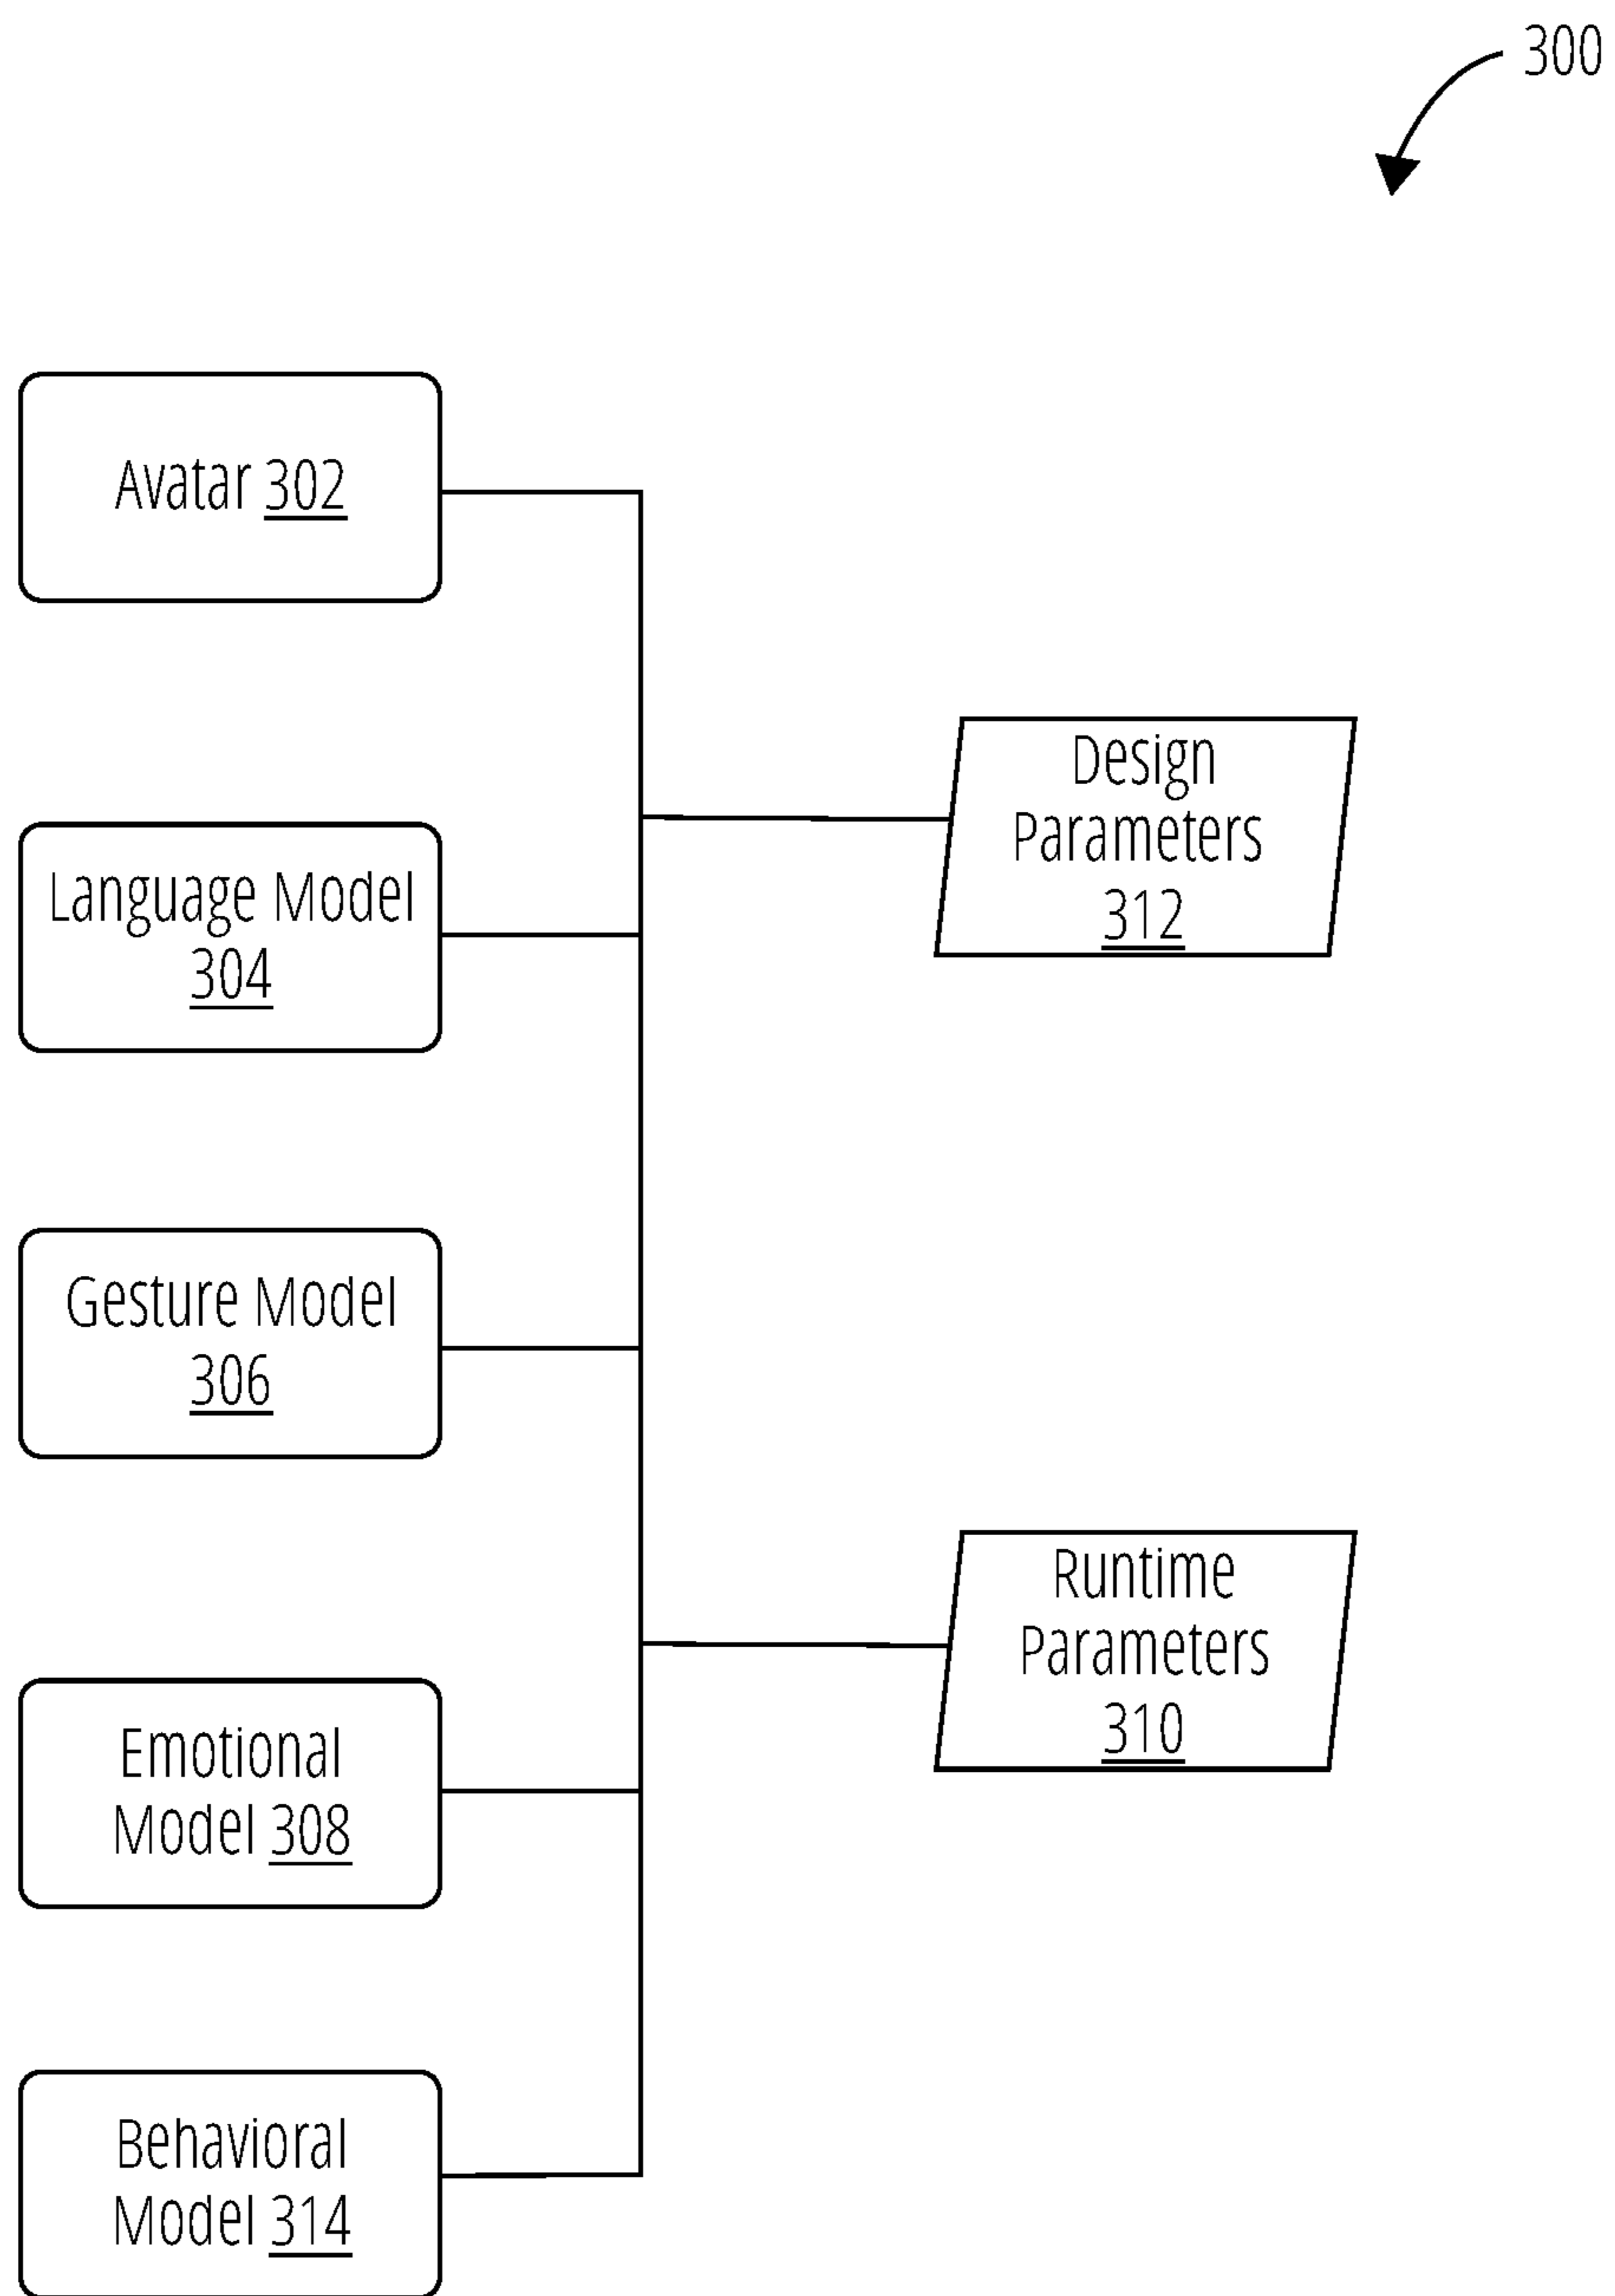 300
Avatar 302
Language Model
304
Gesture Model
306
Emotional
Model 308
Behavioral
Model 314
Design
Parameters
312
Runtime
Parameters
310